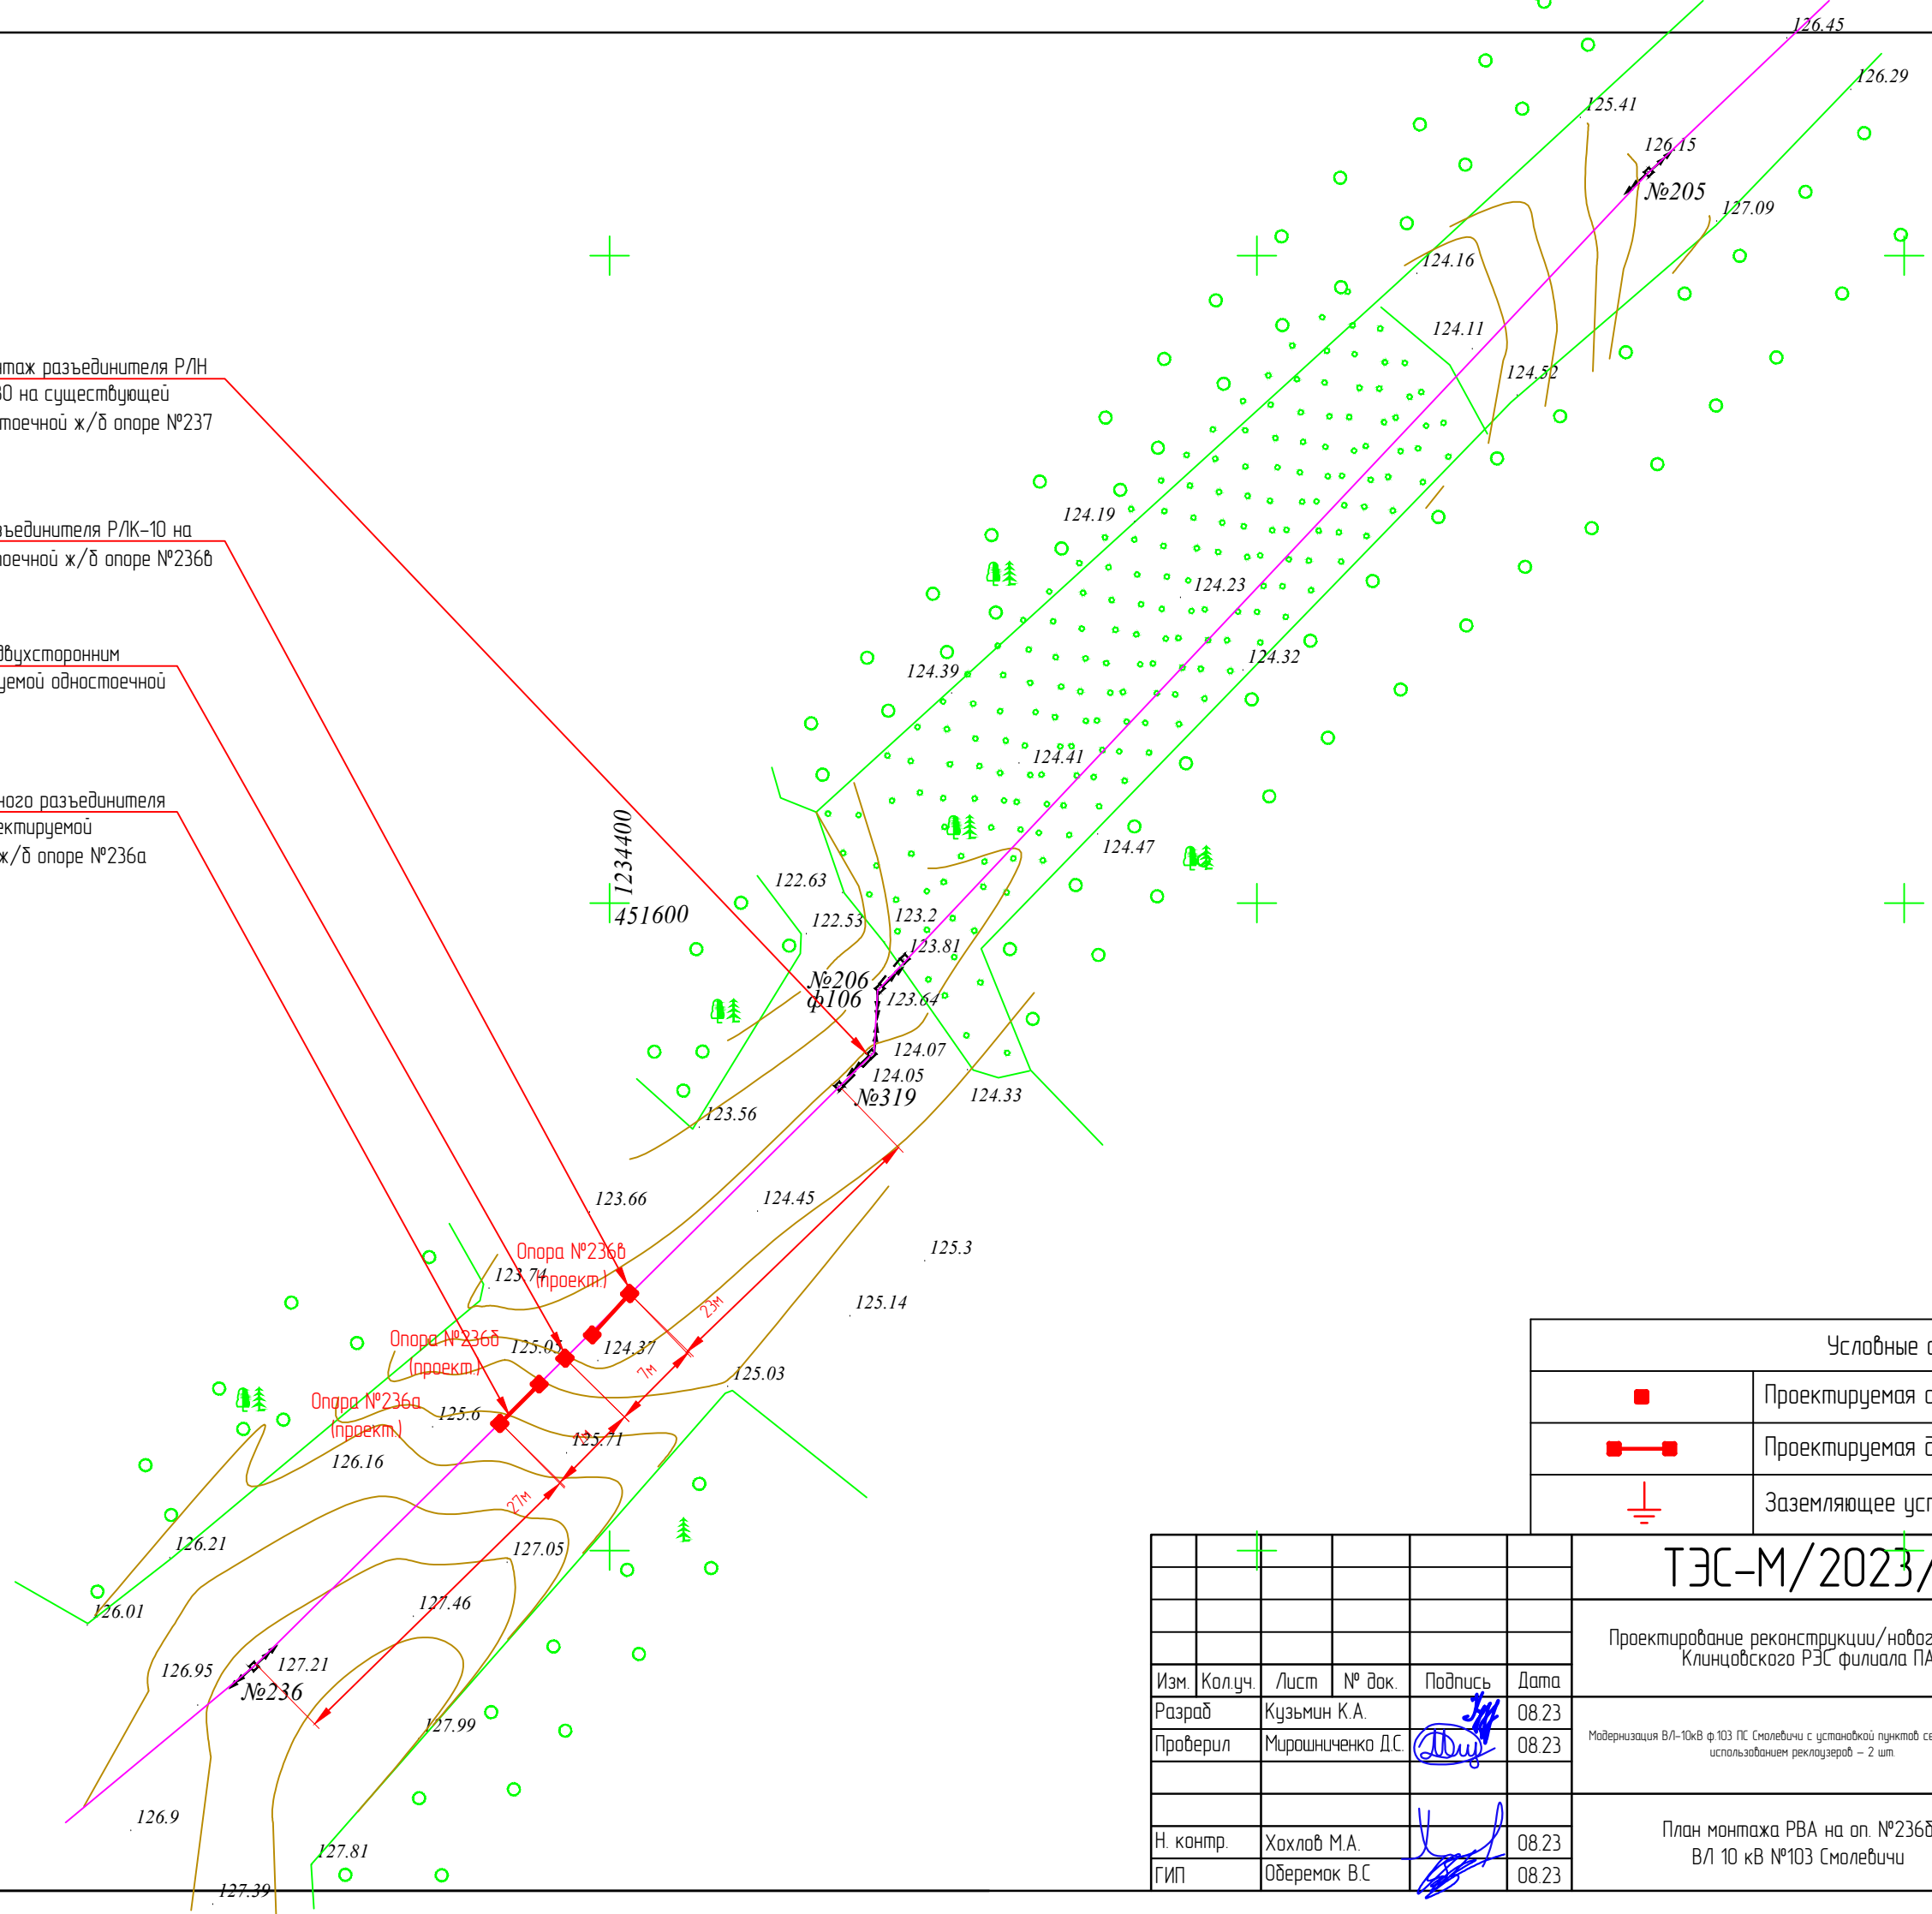 126.45
126.29
125.41
126.15
№205
127.09
124.16
124.11
124.52
таж разъединителя РЛН
30 на существующей
тоечной ж/б опоре №237
124.19
зъединителя РЛК-10 на
оечной ж/б опоре №236в
124.23
двухсторонним
124.32
124.39
уемой одностоечной
124.41
ного разъединителя
ектируемой
ж/б опоре №236а
124.47
1234400
451600
122.63
122.53
123.2
123.81
№206
ф106
123.64
124.07
124.05
№319
124.33
123.56
123.66
124.45
125.3
Опора №236в
(проект.)
123.74
125.14
23м
Опора №236б
(проект.)
125.05
124.37
7м
125.03
Опора №236а
(проект.)
125.6
125.71
126.16
27м
126.21
127.05
126.01
127.46
126.95
127.21
№236
127.99
126.9
127.81
127.39
Условные
Проектируемая
Проектируемая
Заземляющее
ТЭС-М/2023/
Проектирование реконструкции/новог
Клинцовского РЭС филиала ПА
Изм. Кол.уч. Лист № док. Подпись Дата
Разраб Кузьмин К.А. 08.23
Проверил Мирошниченко Д.С. 08.23
Модернизация ВЛ-10кВ ф.103 ПС Смолевичи с установкой пунктов се
использованием реклоузеров – 2 шт.
Н. контр. Хохлов М.А. 08.23
ГИП Оберемок В.С 08.23
План монтажа РВА на оп. №236б
ВЛ 10 кВ №103 Смолевичи